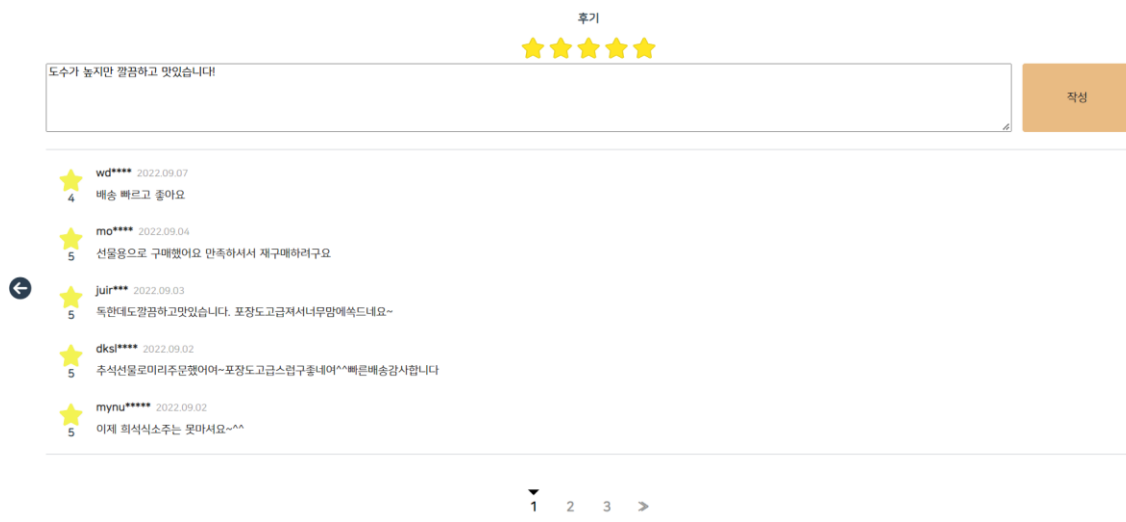 후기
도수가 높지만 깔끔하고 맛있습니다!
작성
wd**** 2022.09.07
4 배송 빠르고 좋아요
mo**** 2022.09.04
5 선물용으로 구매했어요 만족하셔서 재구매하려구요
juir*** 2022.09.03
5 독한데도깔끔하고맛있습니다. 포장도고급져서너무맘에쏙드네요~
dksl**** 2022.09.02
5 추석선물로미리주문했어여~포장도고급스럽구좋네여^^빠른배송감사합니다
mynu***** 2022.09.02
5 이제 희석식소주는 못마셔요~^^
1 2 3 »